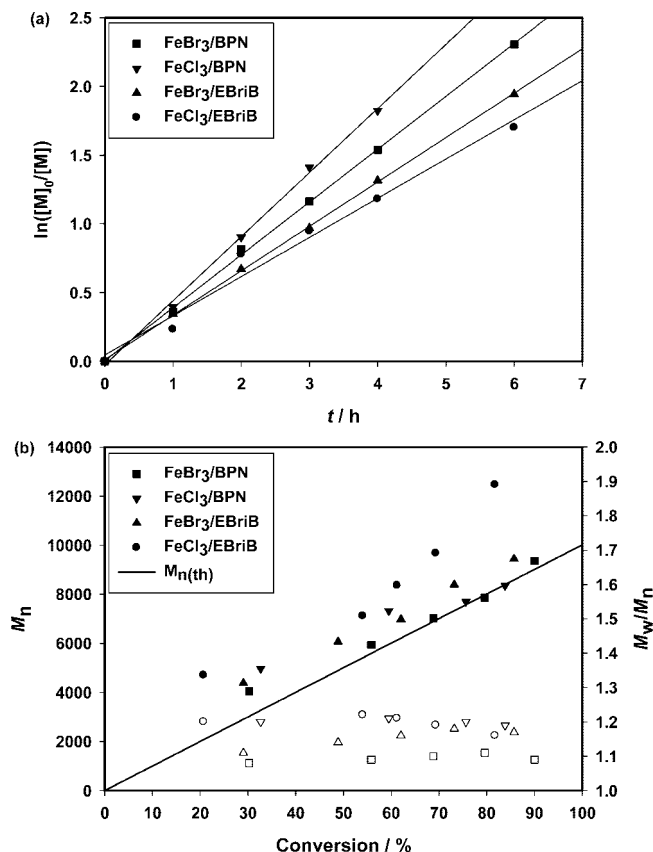 (a)
FeBr3/BPN
FeCl3/BPN
FeBr3/EBriB
FeCl3/EBriB
ln([M]0/[M])
2.5
2.0
1.5
1.0
0.5
0.0
0 1 2 3 4 5 6 7
t / h
(b)
FeBr3/BPN
FeCl3/BPN
FeBr3/EBriB
FeCl3/EBriB
Mn(th)
Mn
14000
12000
10000
8000
6000
4000
2000
0
2.0
1.9
1.8
1.7
1.6
1.5
1.4
1.3
1.2
1.1
1.0
Mw/Mn
0 10 20 30 40 50 60 70 80 90 100
Conversion / %